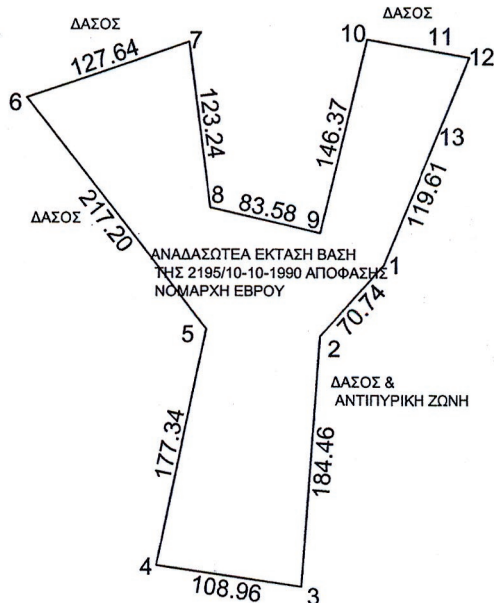 ΔΑΣΟΣ
ΔΑΣΟΣ
7
10
11
12
127.64
6
123.24
146.37
13
119.61
8
83.58
9
217.20
ΔΑΣΟΣ
ΑΝΑΔΑΣΩΤΕΑ ΕΚΤΑΣΗ ΒΑΣΗ
ΤΗΣ 2195/10-10-1990 ΑΠΟΦΑΣΗΣ
ΝΟΜΑΡΧΗ ΕΒΡΟΥ
1
70.74
5
2
ΔΑΣΟΣ &
ΑΝΤΙΠΥΡΙΚΗ ΖΩΝΗ
177.34
184.46
4
108.96
3